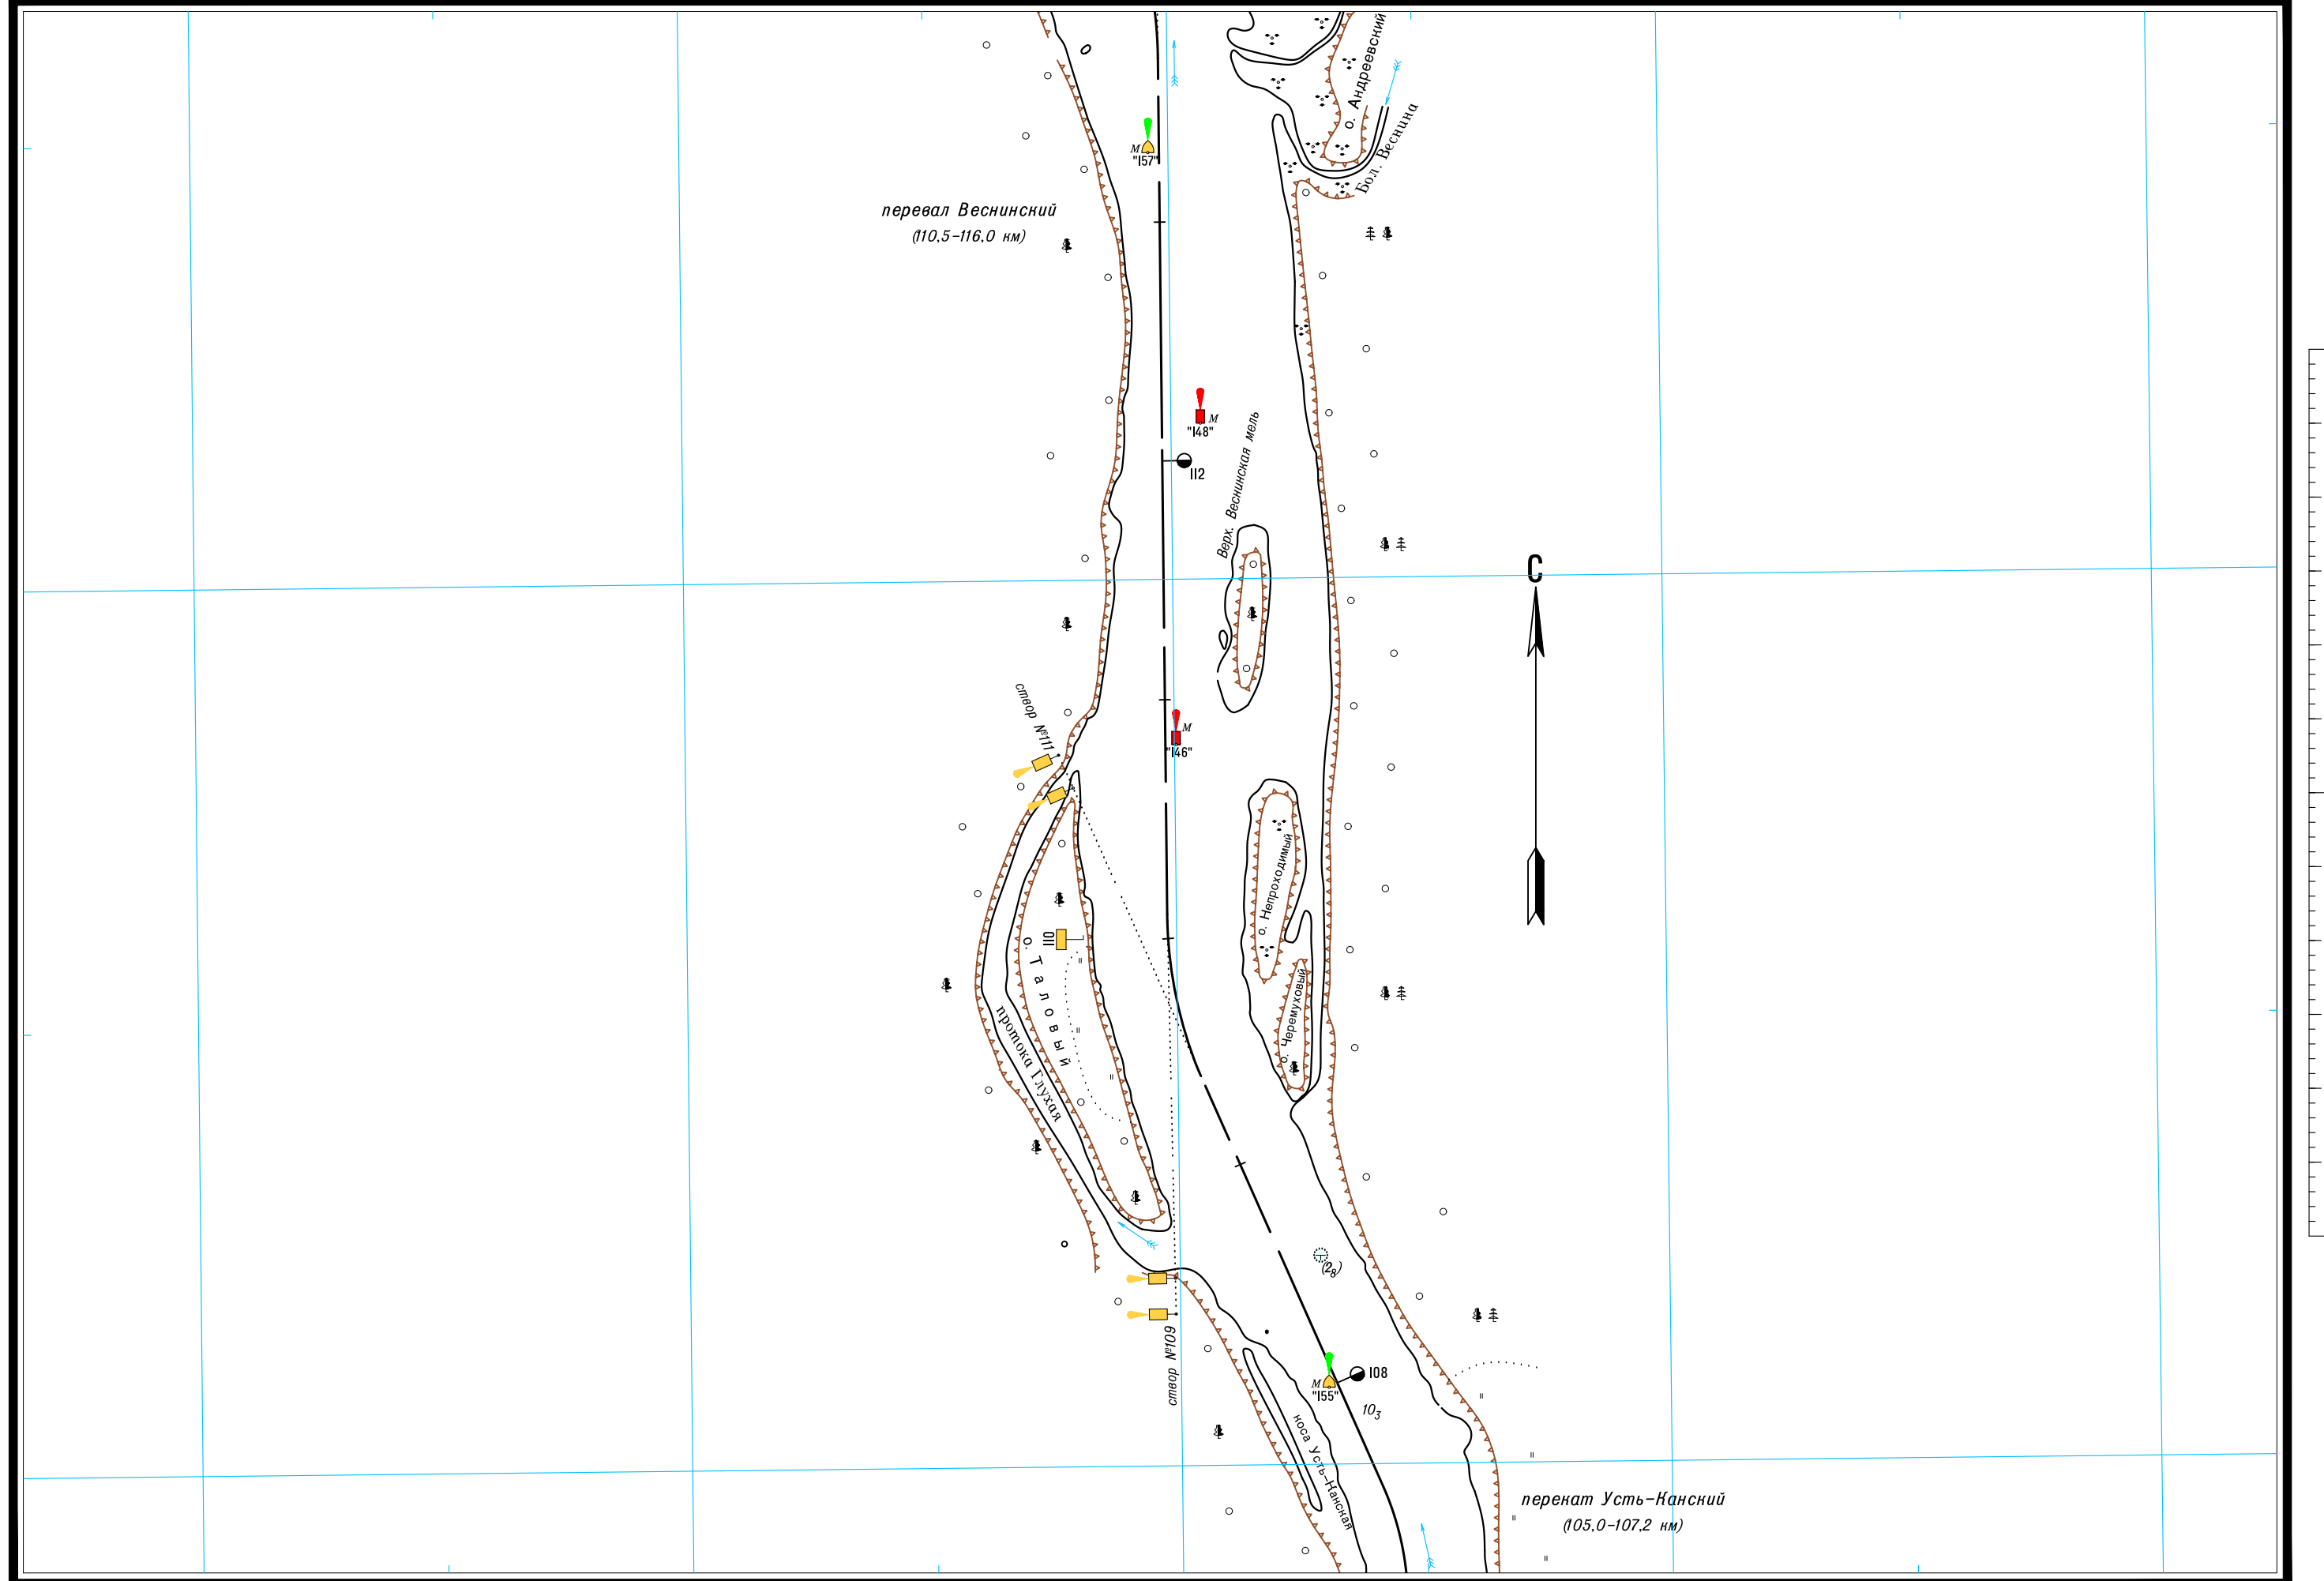 о. Андреевский
Бол. Веснина
М
"157"
перевал Веснинский
(110,5-116,0 км)
М
"148"
112
Верх. Веснинская мель
С
створ №111
М
"146"
о. Непроходимый
110
о. Таловый
протока Глухая
о. Черемуховый
(2₈)
створ №109
М
"155"
108
10₃
коса Усть-Канская
перекат Усть-Канский
(105,0-107,2 км)